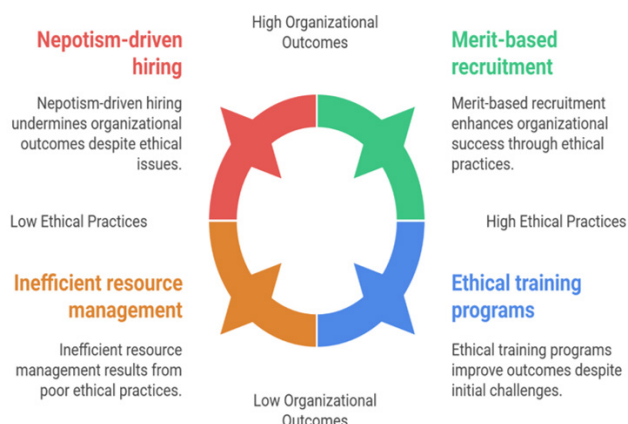 High Organizational
Outcomes
Nepotism-driven
hiring
Nepotism-driven hiring
undermines organizational
outcomes despite ethical
issues.
Merit-based
recruitment
Merit-based recruitment
enhances organizational
success through ethical
practices.
Low Ethical Practices
High Ethical Practices
Inefficient resource
management
Inefficient resource
management results from
poor ethical practices.
Ethical training
programs
Ethical training programs
improve outcomes despite
initial challenges.
Low Organizational
Outcomes